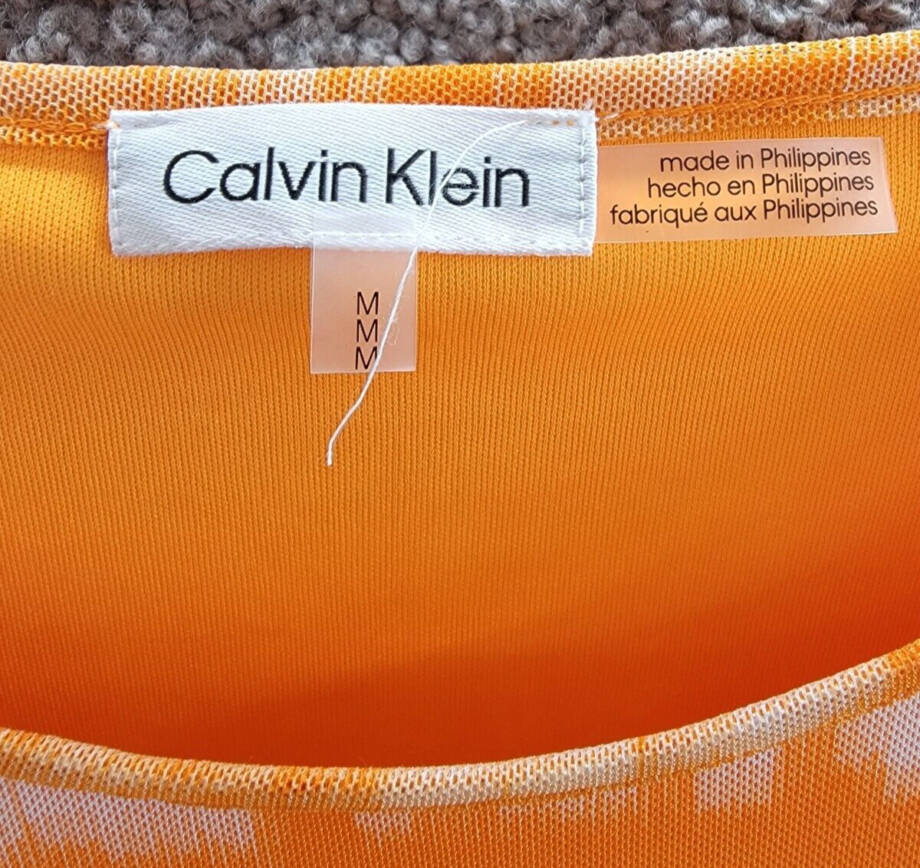 Calvin Klein
made in Philippines
hecho en Philippines
fabriqué aux Philippines
M
M
M